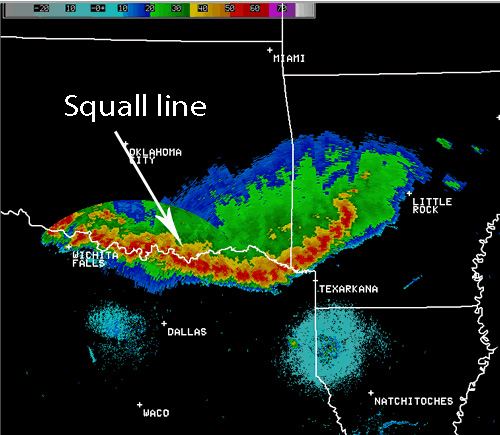 -20 10 -0+ 10 20 30 40 50 60 70
MIAMI
Squall line
OKLAHOMA
CITY
LITTLE
ROCK
WICHITA
FALLS
TEXARKANA
DALLAS
NATCHITOCHES
WACO